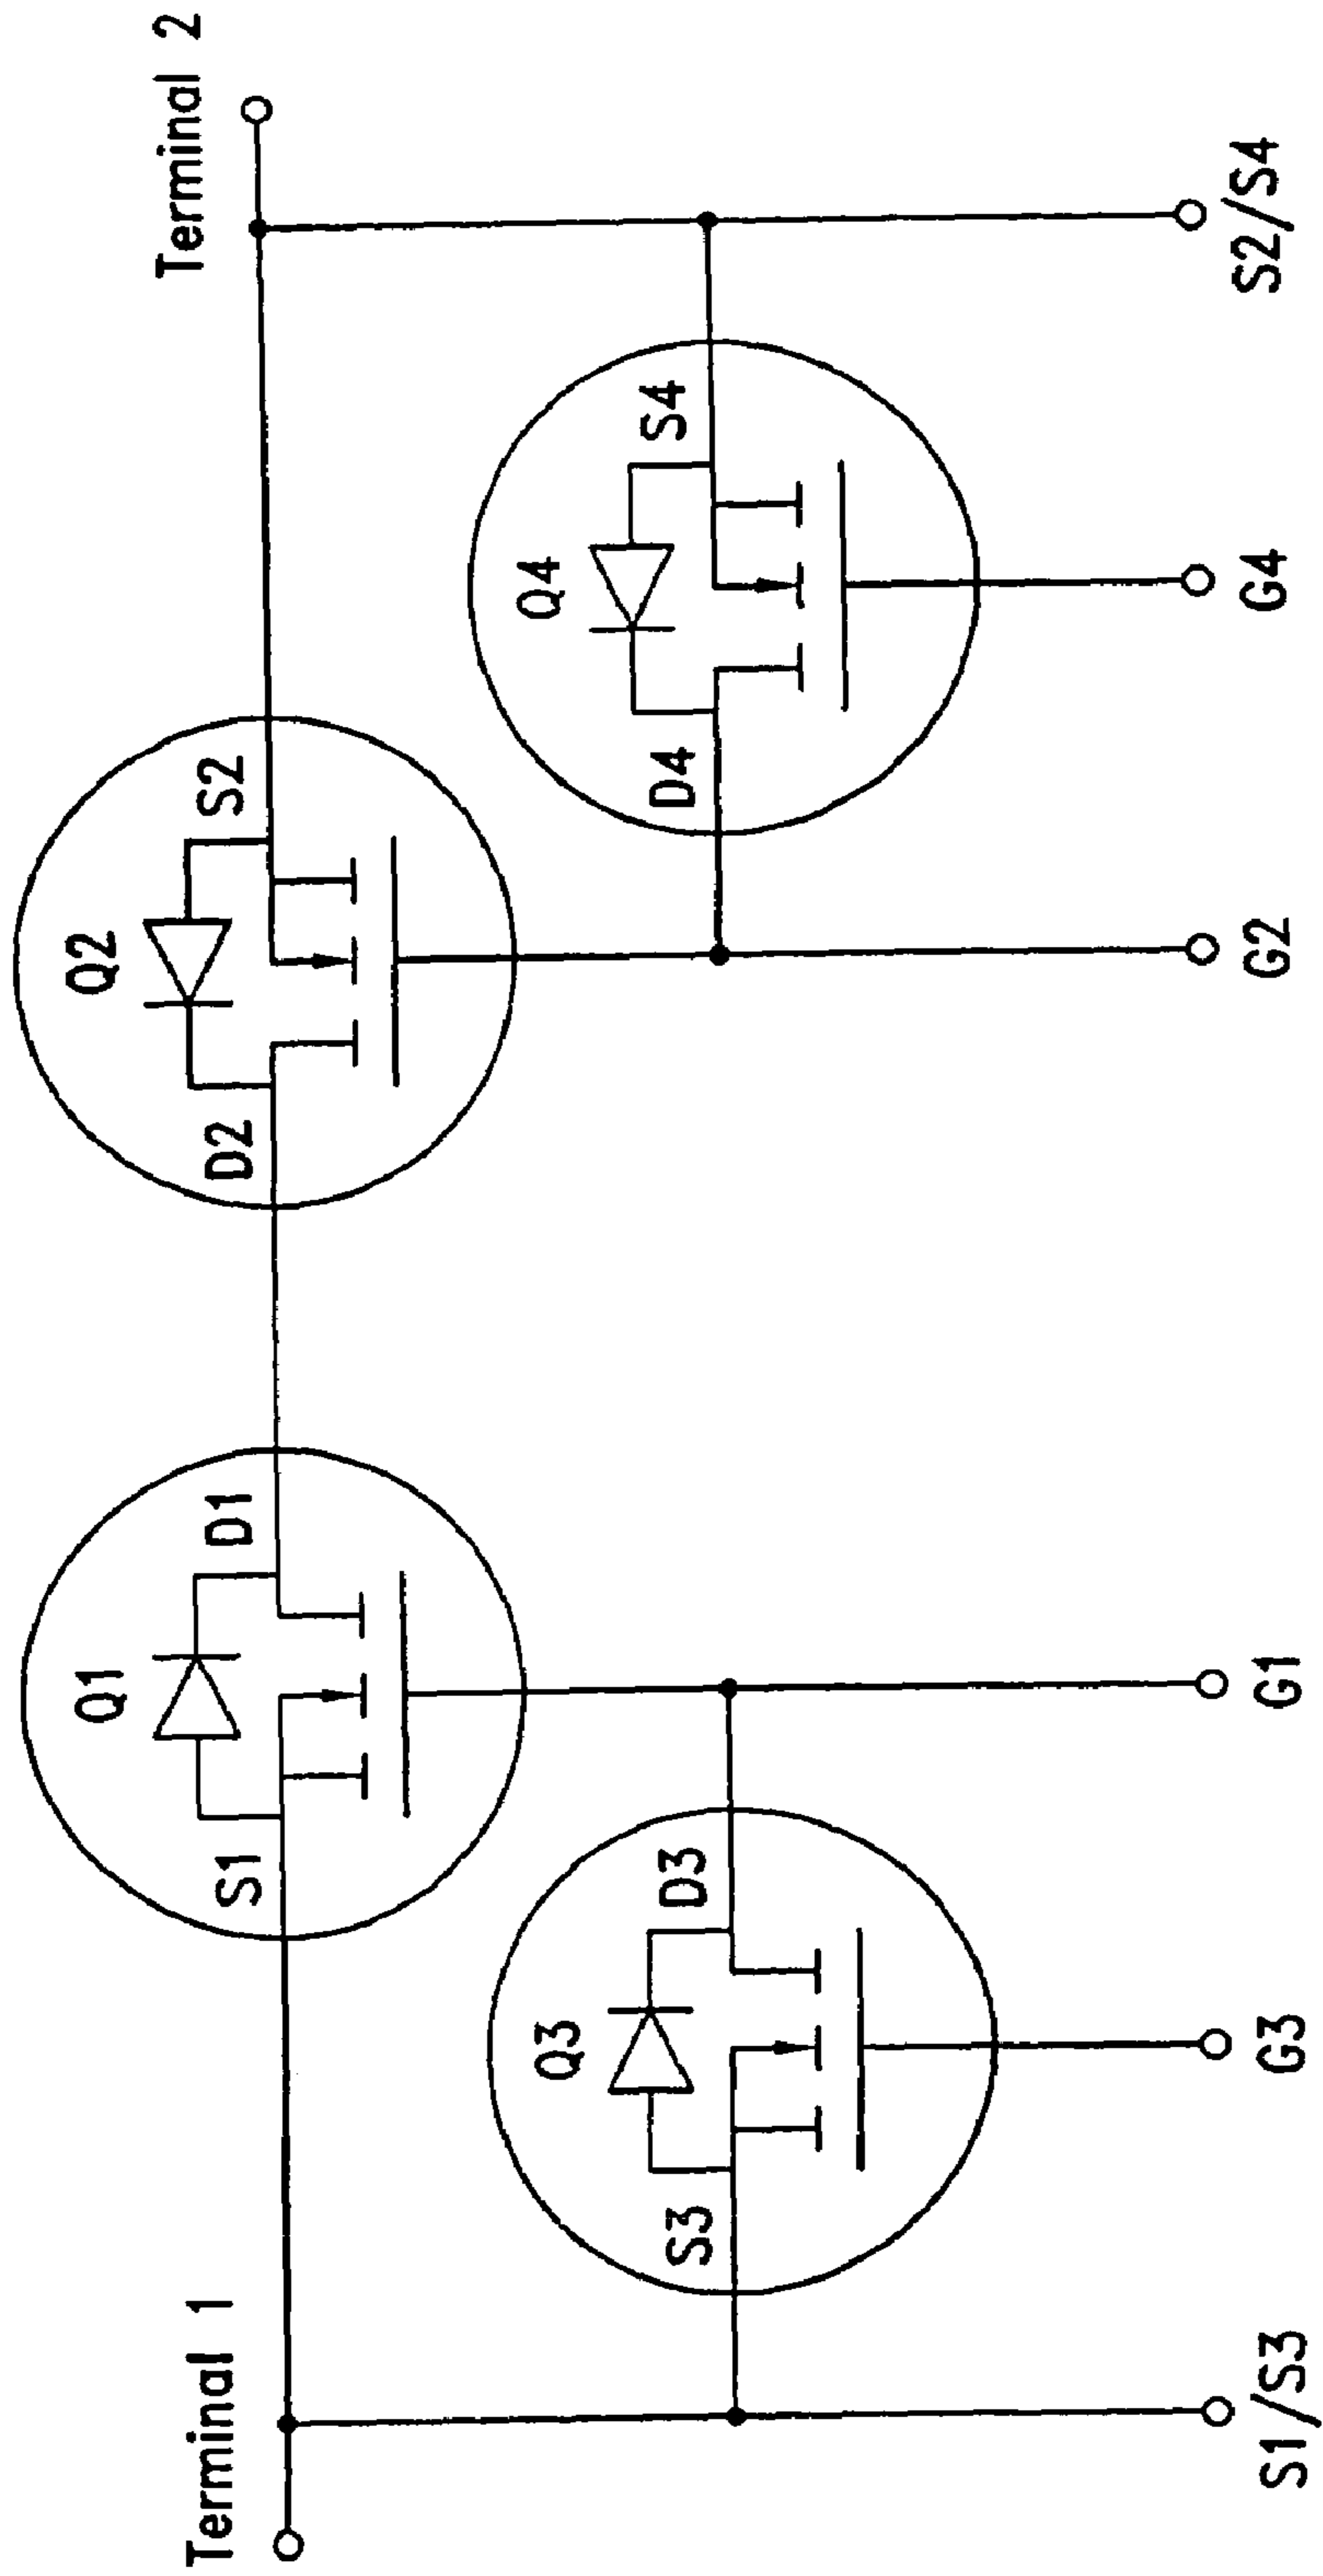 Terminal 1
Terminal 2
Q1
S1
D1
Q2
D2
S2
Q3
S3
D3
Q4
D4
S4
S1/S3
G3
G1
G2
G4
S2/S4